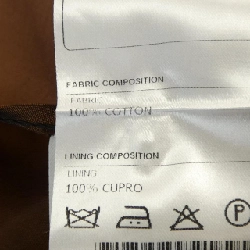 FABRIC COMPOSITION
FABRIC
100% COTTON
LINING COMPOSITION
LINING
100% CUPRO
P